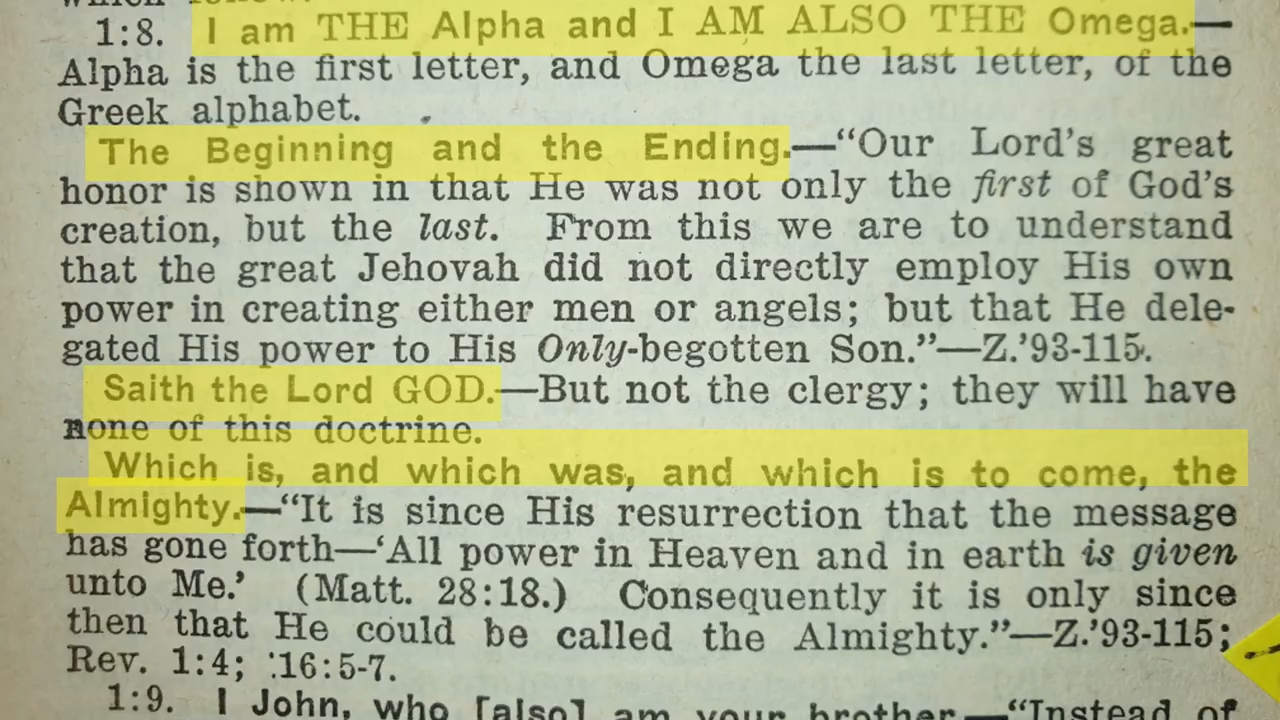 1:8. I am THE Alpha and I AM ALSO THE Omega.—
Alpha is the first letter, and Omega the last letter, of the
Greek alphabet.
The Beginning and the Ending.—“Our Lord’s great
honor is shown in that He was not only the first of God’s
creation, but the last. From this we are to understand
that the great Jehovah did not directly employ His own
power in creating either men or angels; but that He dele-
gated His power to His Only-begotten Son.”—Z.’93-115.
Saith the Lord GOD.—But not the clergy; they will have
none of this doctrine.
Which is, and which was, and which is to come, the
Almighty.—“It is since His resurrection that the message
has gone forth—‘All power in Heaven and in earth is given
unto Me.’ (Matt. 28:18.) Consequently it is only since
then that He could be called the Almighty.”—Z.’93-115;
Rev. 1:4; 16:5-7.
1:9. I John, who [also] am your brother.—“Instead of